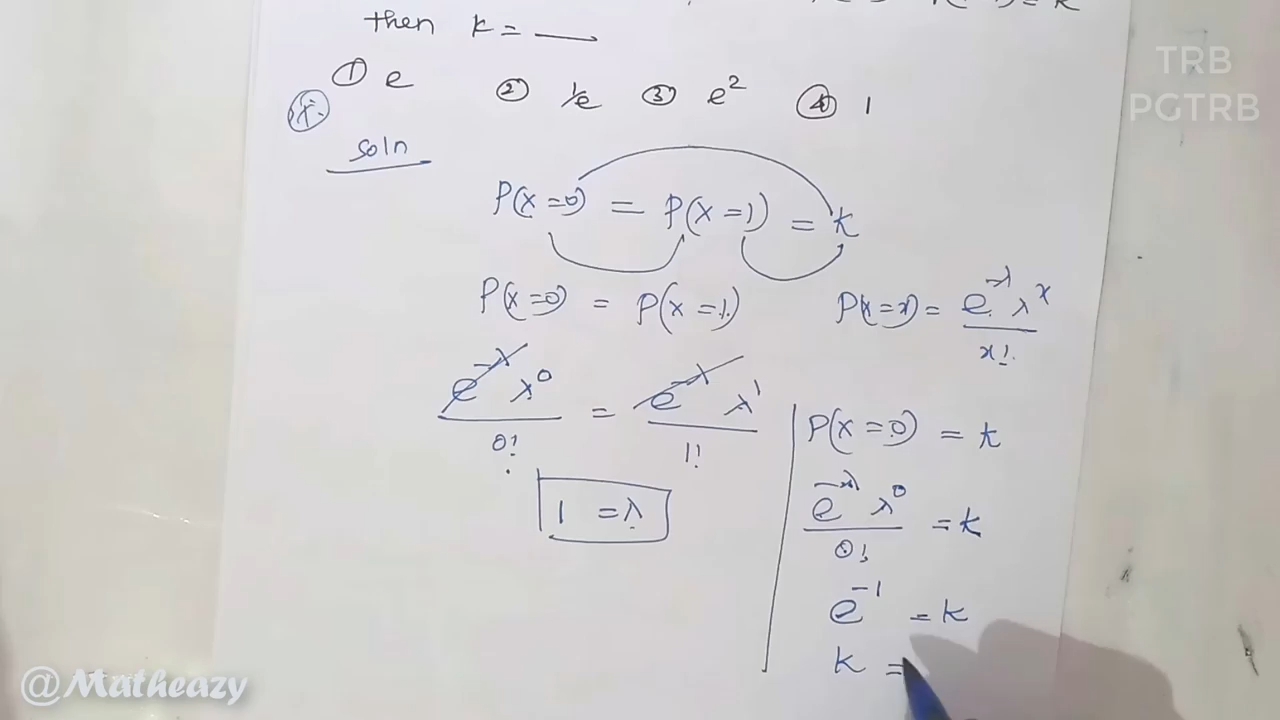 = k
then k = ___
① e ② 1/e ③ e² ④ 1
Soln
P(X=0) = P(X=1) = k
P(X=0) = P(X=1) P(X=x) = e^-λ λ^x / x!
e^-λ λ^0 / 0! = e^-λ λ^1 / 1!
1 = λ
P(X=0) = k
e^-λ λ^0 / 0! = k
e^-1 = k
k =
TRB
PGTRB
@Matheazy